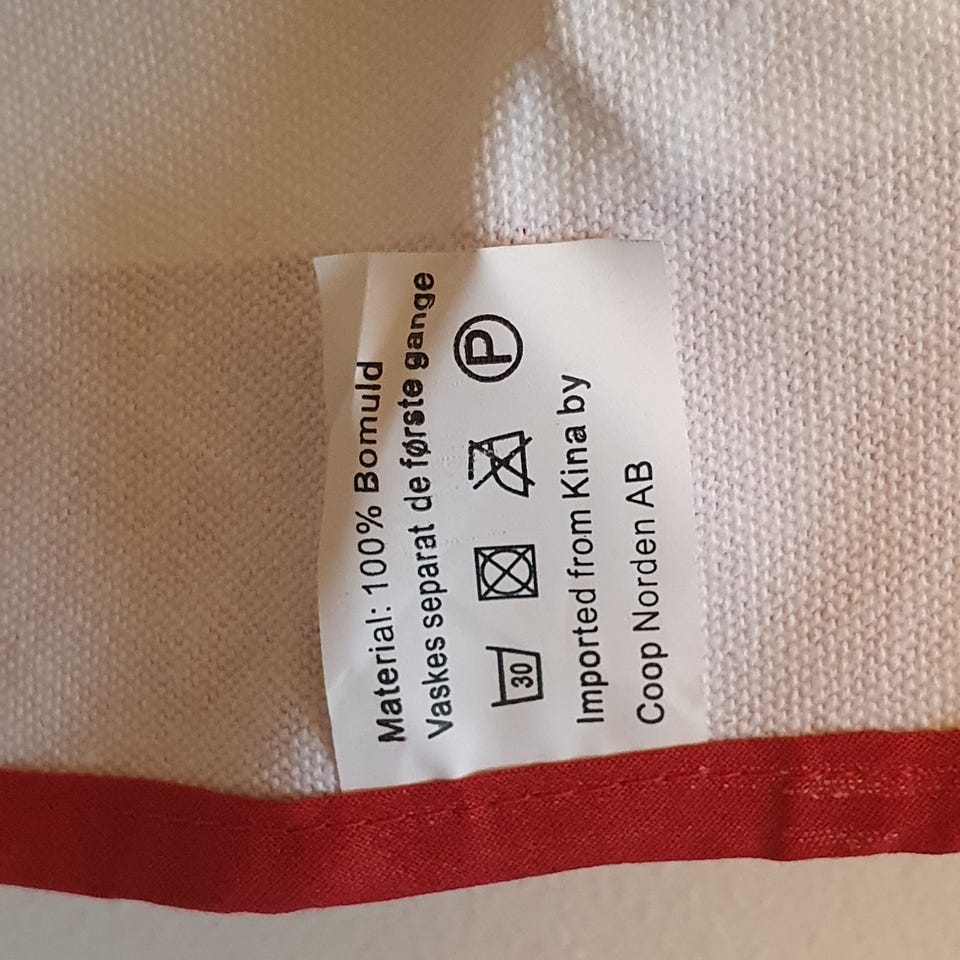 Material: 100% Bomuld
Vaskes separat de første gange
30 P
Imported from Kina by
Coop Norden AB